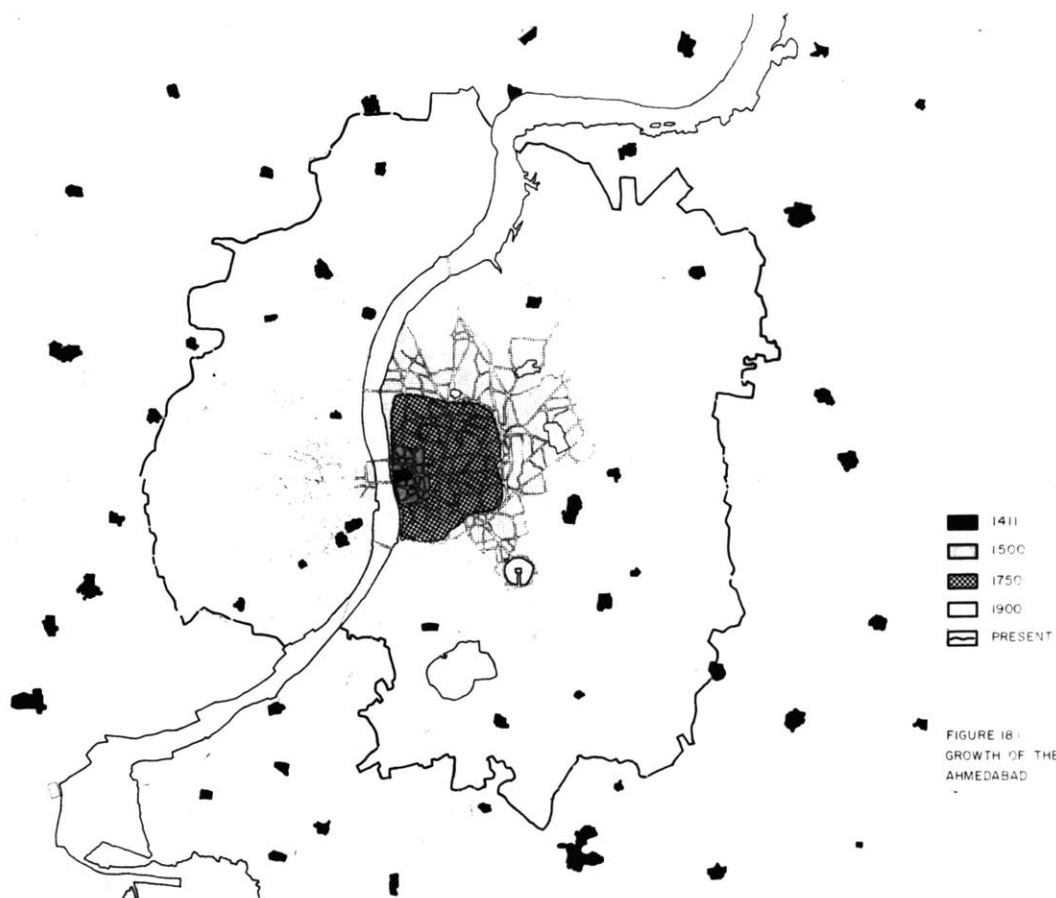 1411
1500
1750
1900
PRESENT
FIGURE 18
GROWTH OF THE
AHMEDABAD